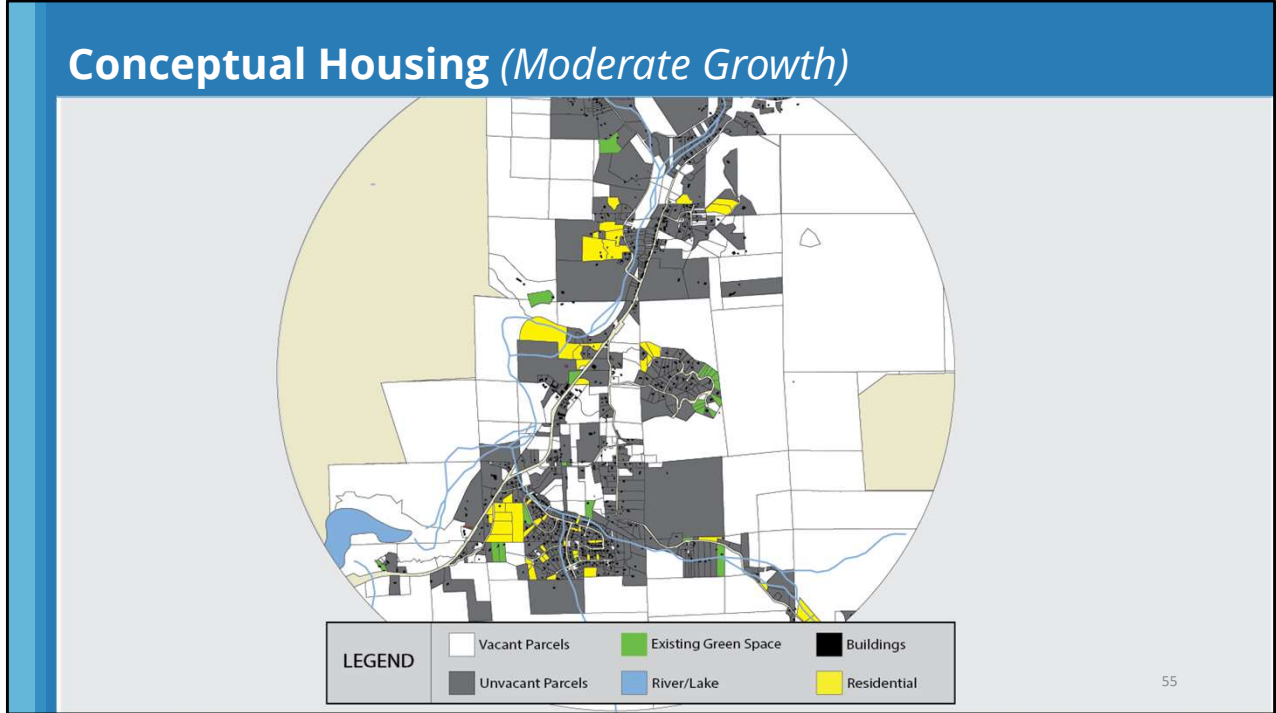 Conceptual Housing (Moderate Growth)
LEGEND
Vacant Parcels
Existing Green Space
Buildings
Unvacant Parcels
River/Lake
Residential
55